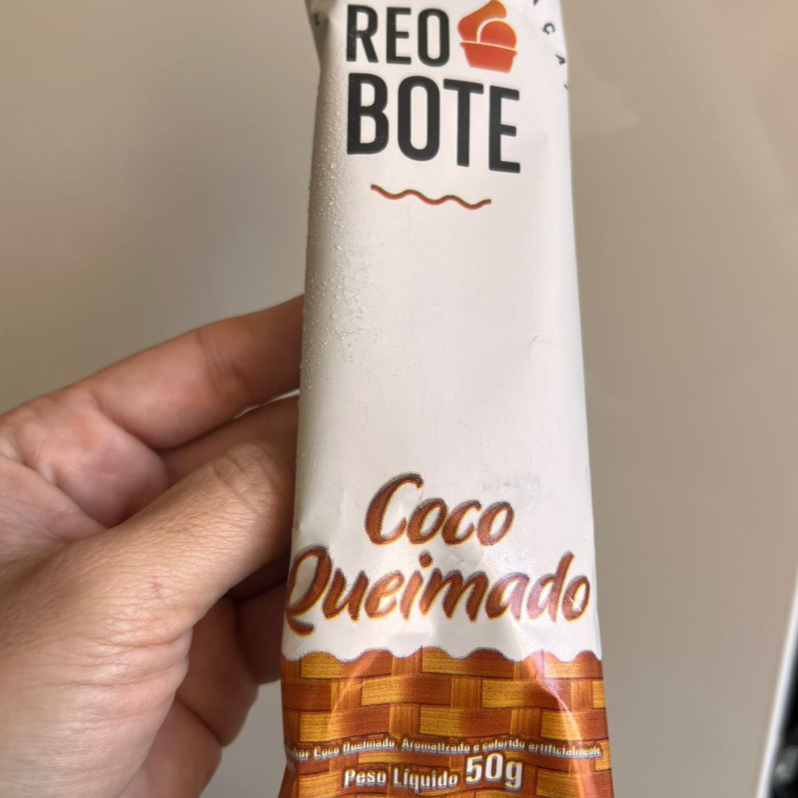 REO
BOTE
Coco
Queimado
Coco Queimado. Aromatizado e colorido artificialmente
Peso Líquido 50g